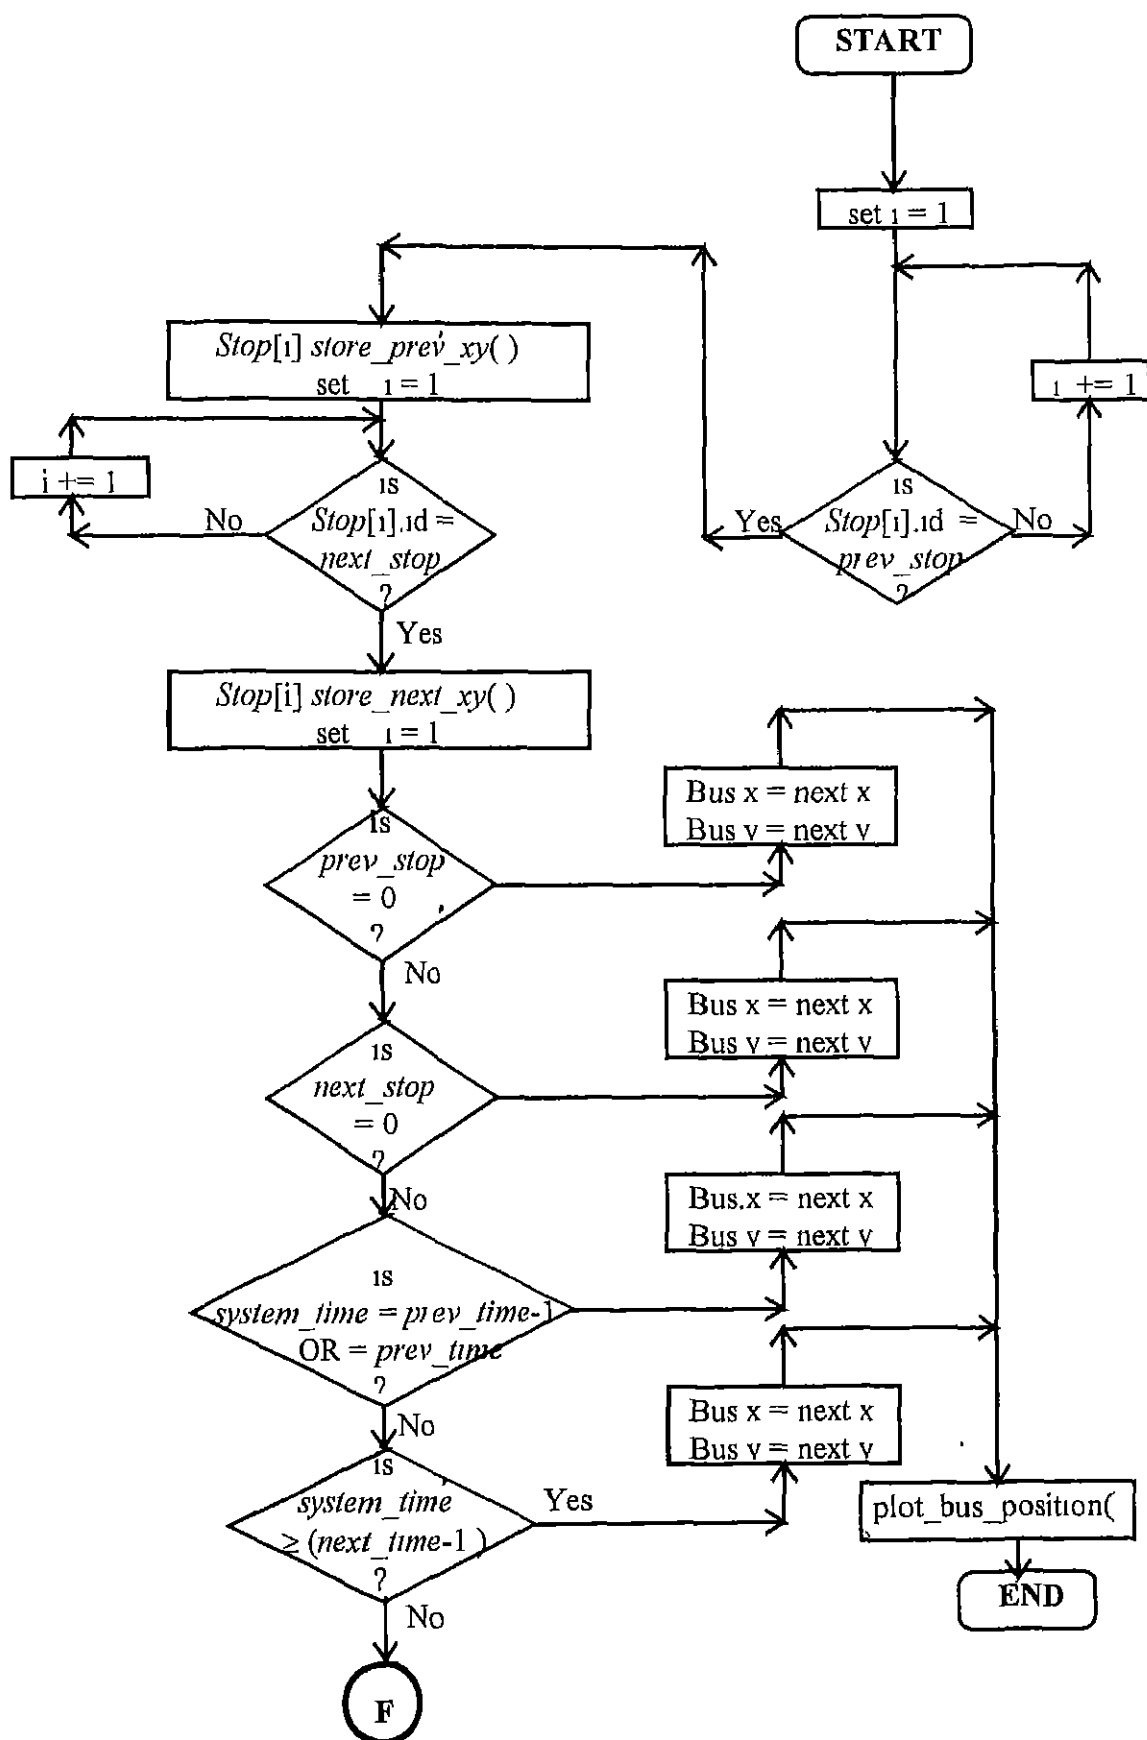 START
set i = 1
i += 1
is
Stop[i].id =
prev_stop
?
Yes
No
Stop[i] store_prev_xy( )
set i = 1
i += 1
is
Stop[i].id =
next_stop
?
No
Yes
Stop[i] store_next_xy( )
set i = 1
is
prev_stop
= 0
?
No
Bus x = next x
Bus y = next y
is
next_stop
= 0
?
No
Bus x = next x
Bus y = next y
is
system_time = prev_time-1
OR = prev_time
?
No
Bus.x = next x
Bus y = next y
is
system_time
≥ (next_time-1 )
?
Yes
No
Bus x = next x
Bus y = next y
plot_bus_position(
END
F